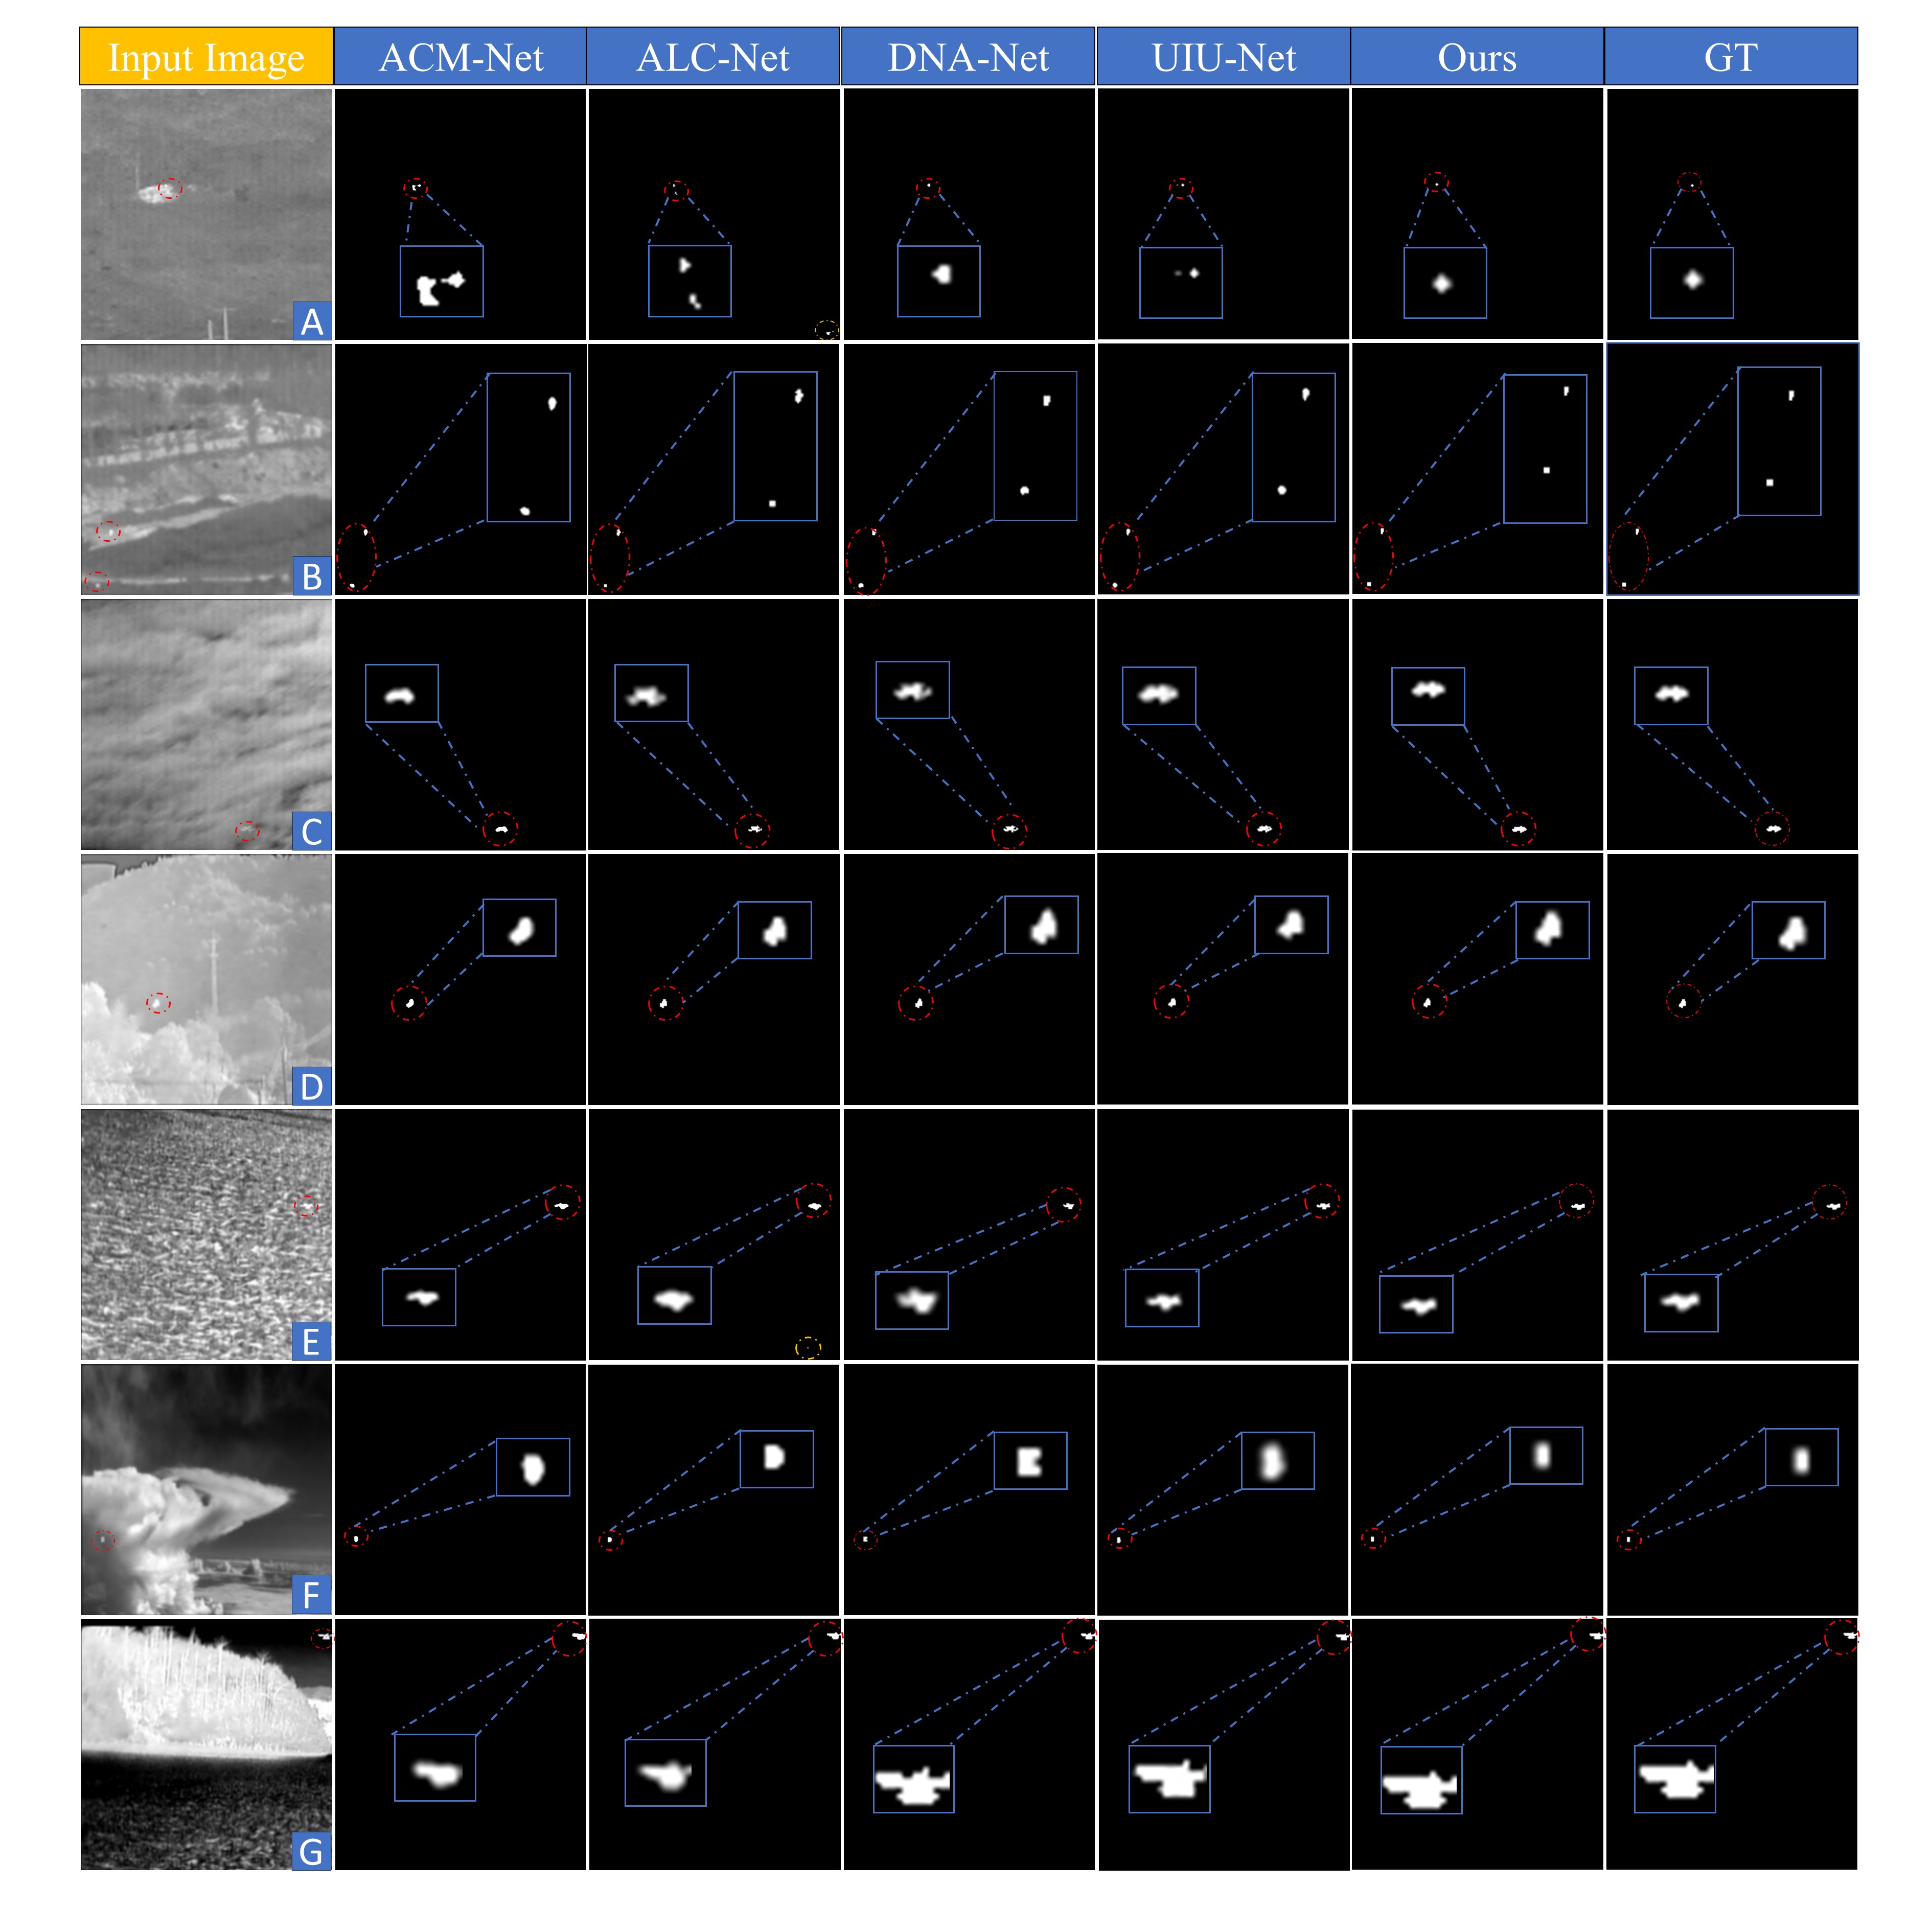 Input Image ACM-Net ALC-Net DNA-Net UIU-Net Ours GT
A
B
C
D
E
F
G